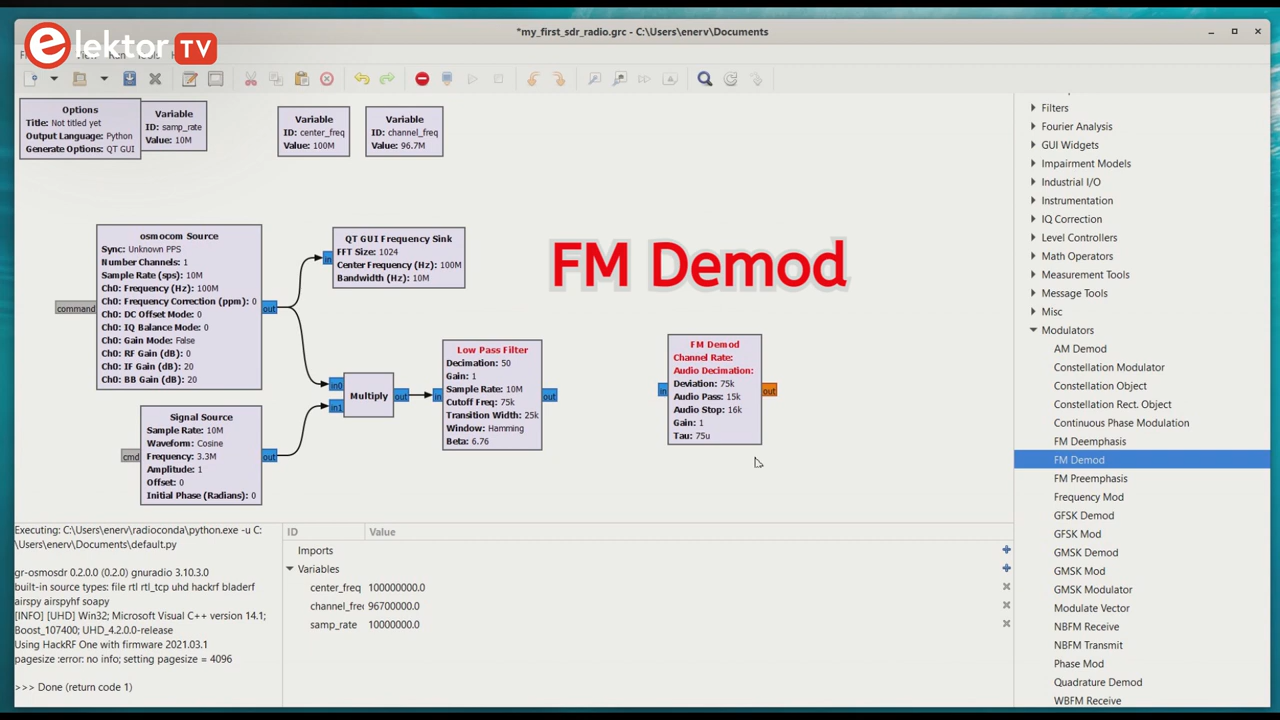 elektor TV
*my_first_sdr_radio.grc - C:\Users\enerv\Documents
Options
Title: Not titled yet
Output Language: Python
Generate Options: QT GUI
Variable
ID: samp_rate
Value: 10M
Variable
ID: center_freq
Value: 100M
Variable
ID: channel_freq
Value: 96.7M
osmocom Source
Sync: Unknown PPS
Number Channels: 1
Sample Rate (sps): 10M
Ch0: Frequency (Hz): 100M
Ch0: Frequency Correction (ppm): 0
Ch0: DC Offset Mode: 0
Ch0: IQ Balance Mode: 0
Ch0: Gain Mode: False
Ch0: RF Gain (dB): 0
Ch0: IF Gain (dB): 20
Ch0: BB Gain (dB): 20
command
out
in
QT GUI Frequency Sink
FFT Size: 1024
Center Frequency (Hz): 100M
Bandwidth (Hz): 10M
FM Demod
Signal Source
Sample Rate: 10M
Waveform: Cosine
Frequency: 3.3M
Amplitude: 1
Offset: 0
Initial Phase (Radians): 0
cmd
out
in0
in1
Multiply
out
in
Low Pass Filter
Decimation: 50
Gain: 1
Sample Rate: 10M
Cutoff Freq: 75k
Transition Width: 25k
Window: Hamming
Beta: 6.76
out
in
FM Demod
Channel Rate:
Audio Decimation:
Deviation: 75k
Audio Pass: 15k
Audio Stop: 16k
Gain: 1
Tau: 75u
out
Filters
Fourier Analysis
GUI Widgets
Impairment Models
Industrial I/O
Instrumentation
IQ Correction
Level Controllers
Math Operators
Measurement Tools
Message Tools
Misc
Modulators
AM Demod
Constellation Modulator
Constellation Object
Constellation Rect. Object
Continuous Phase Modulation
FM Deemphasis
FM Demod
FM Preemphasis
Frequency Mod
GFSK Demod
GFSK Mod
GMSK Demod
GMSK Mod
GMSK Modulator
Modulate Vector
NBFM Receive
NBFM Transmit
Phase Mod
Quadrature Demod
WBFM Receive
Executing: C:\Users\enerv\radioconda\python.exe -u C:
\Users\enerv\Documents\default.py
gr-osmosdr 0.2.0.0 (0.2.0) gnuradio 3.10.3.0
built-in source types: file rtl rtl_tcp uhd hackrf bladerf
airspy airspyhf soapy
[INFO] [UHD] Win32; Microsoft Visual C++ version 14.1;
Boost_107400; UHD_4.2.0.0-release
Using HackRF One with firmware 2021.03.1
pagesize :error: no info; setting pagesize = 4096
>>> Done (return code 1)
ID Value
Imports
Variables
center_freq 100000000.0
channel_frec 96700000.0
samp_rate 10000000.0